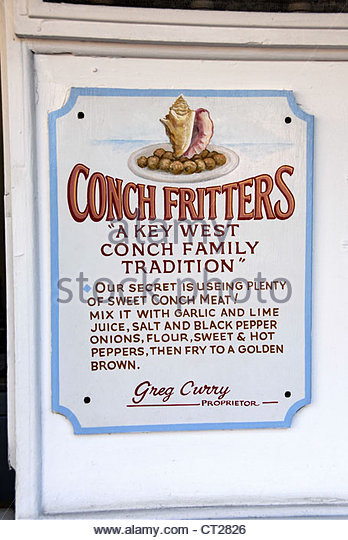 CONCH FRITTERS
"A KEY WEST
CONCH FAMILY
TRADITION"
OUR SECRET IS USEING PLENTY
OF SWEET CONCH MEAT,
MIX IT WITH GARLIC AND LIME
JUICE, SALT AND BLACK PEPPER
ONIONS, FLOUR, SWEET & HOT
PEPPERS, THEN FRY TO A GOLDEN
BROWN.
Greg Curry
PROPRIETOR
alamy stock photo
www.alamy.com - CT2826